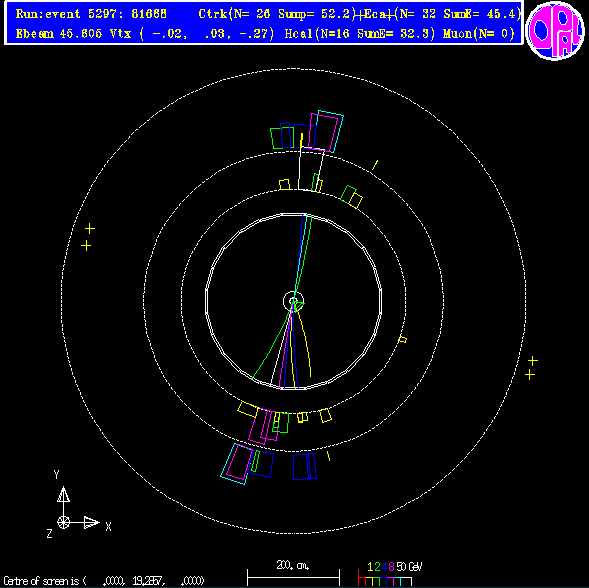 Run:event 5297: 81668 Ctrk(N= 26 Sump= 52.2) Ecal(N= 32 SumE= 45.4)
Ebeam 45.605 Vtx ( -.02, .03, -.27) Hcal(N=16 SumE= 32.3) Muon(N= 0)
OPAL
Y
X
Z
200. cm.
1 2 4 8 50 GeV
Centre of screen is ( .0000, 19.2857, .0000)